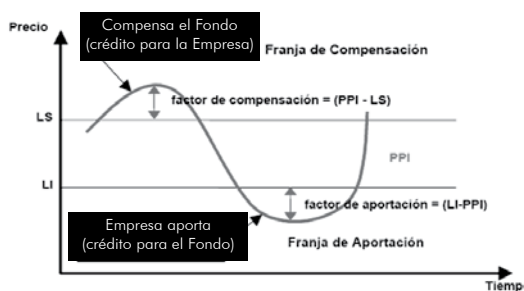 Precio
Compensa el Fondo
(crédito para la Empresa)
Franja de Compensación
factor de compensación = (PPI - LS)
LS
PPI
LI
factor de aportación = (LI-PPI)
Empresa aporta
(crédito para el Fondo)
Franja de Aportación
Tiempo